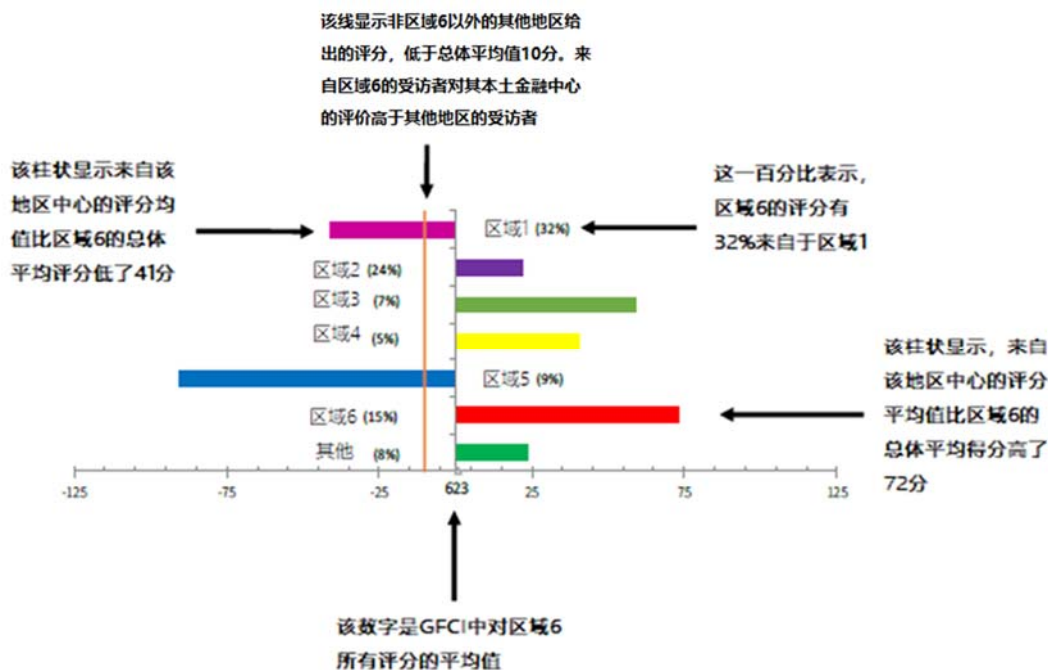 该线显示非区域6以外的其他地区给
出的评分，低于总体平均值10分。来
自区域6的受访者对其本土金融中心
的评价高于其他地区的受访者
该柱状显示来自该
地区中心的评分均
值比区域6的总体
平均评分低了41分
这一百分比表示，
区域6的评分有
32%来自于区域1
区域1 (32%)
区域2 (24%)
区域3 (7%)
区域4 (5%)
区域5 (9%)
区域6 (15%)
其他 (8%)
该柱状显示，来自
该地区中心的评分
平均值比区域6的
总体平均得分高了
72分
-125 -75 -25 623 25 75 125
该数字是GFCI中对区域6
所有评分的平均值